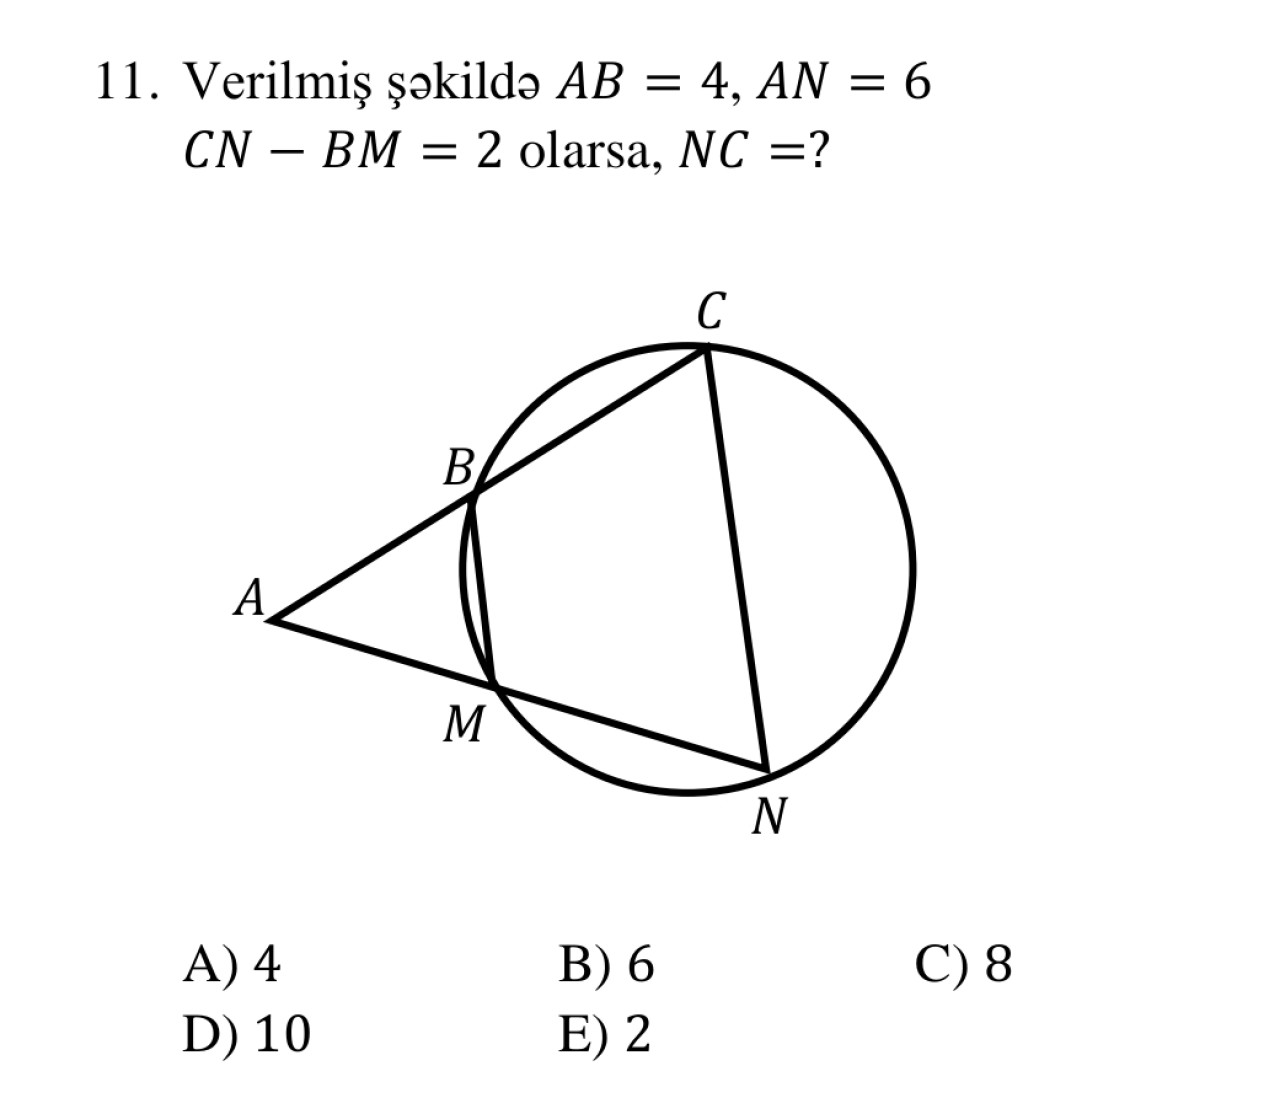 11. Verilmiş şəkildə AB = 4, AN = 6
CN − BM = 2 olarsa, NC =?
C
B
A
M
N
A) 4 B) 6 C) 8
D) 10 E) 2